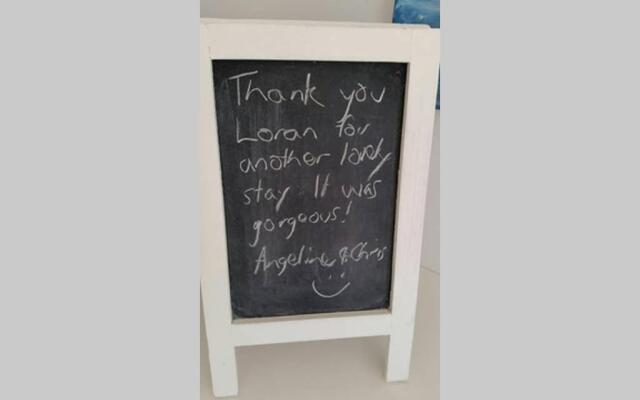 Thank you
Loran for
another lovely
stay. It was
gorgeous!
Angeline & Chris